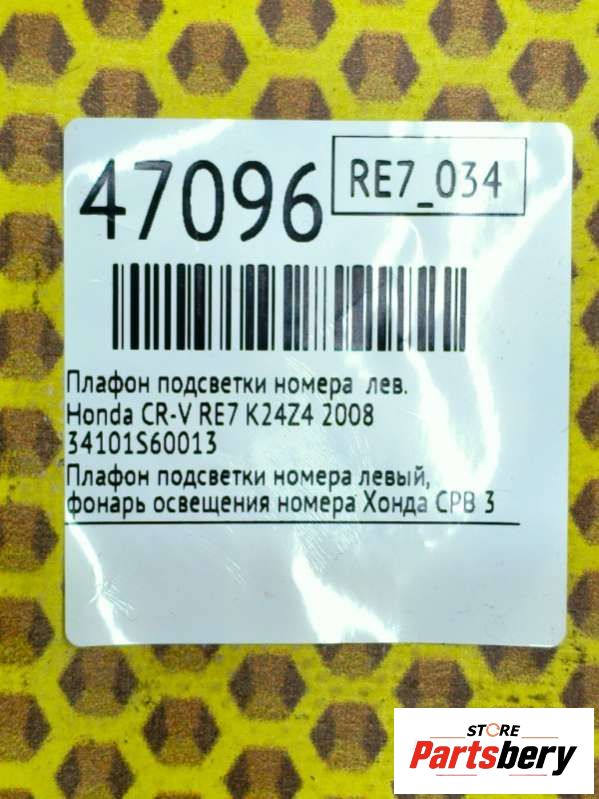 47096
RE7_034
Плафон подсветки номера лев.
Honda CR-V RE7 K24Z4 2008
34101S60013
Плафон подсветки номера левый,
фонарь освещения номера Хонда СРВ 3
STORE
Partsbery